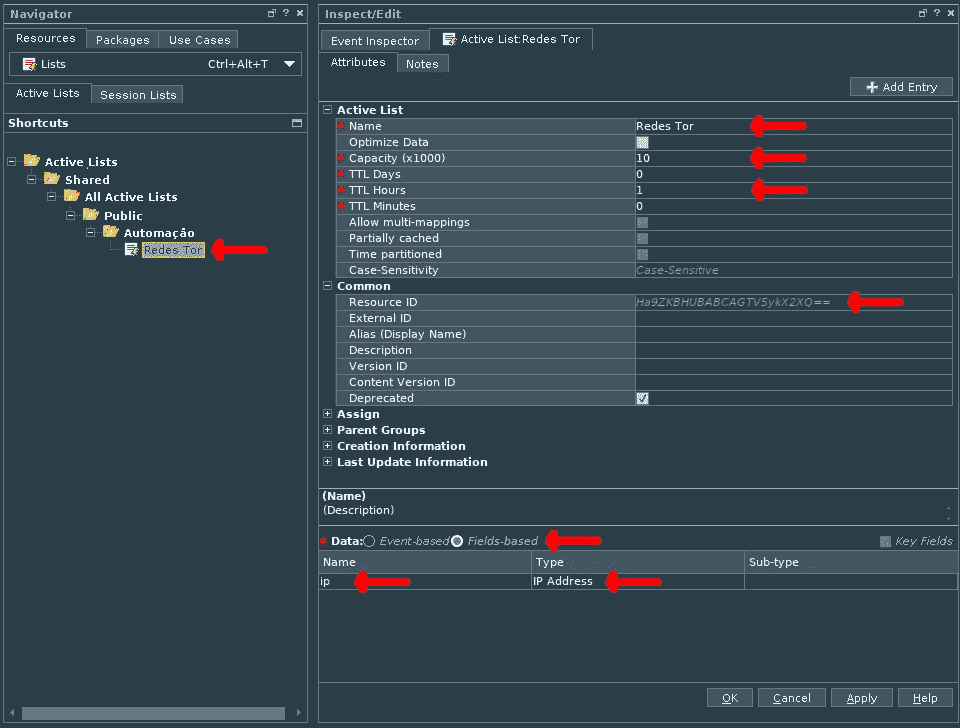 Navigator ?
Resources Packages Use Cases
Lists Ctrl+Alt+T
Active Lists Session Lists
Shortcuts
Active Lists
Shared
All Active Lists
Public
Automação
Redes Tor
Inspect/Edit ?
Event Inspector Active List:Redes Tor
Attributes Notes
Add Entry
Active List
Name Redes Tor
Optimize Data
Capacity (x1000) 10
TTL Days 0
TTL Hours 1
TTL Minutes 0
Allow multi-mappings
Partially cached
Time partitioned
Case-Sensitivity Case-Sensitive
Common
Resource ID Ha9ZKBHUBABCAGTV5ykX2XQ==
External ID
Alias (Display Name)
Description
Version ID
Content Version ID
Deprecated
Assign
Parent Groups
Creation Information
Last Update Information
(Name)
(Description)
Data: Event-based Fields-based Key Fields
Name Type Sub-type
ip IP Address
OK Cancel Apply Help